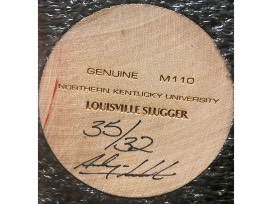 GENUINE M110
NORTHERN KENTUCKY UNIVERSITY
LOUISVILLE SLUGGER
35/32